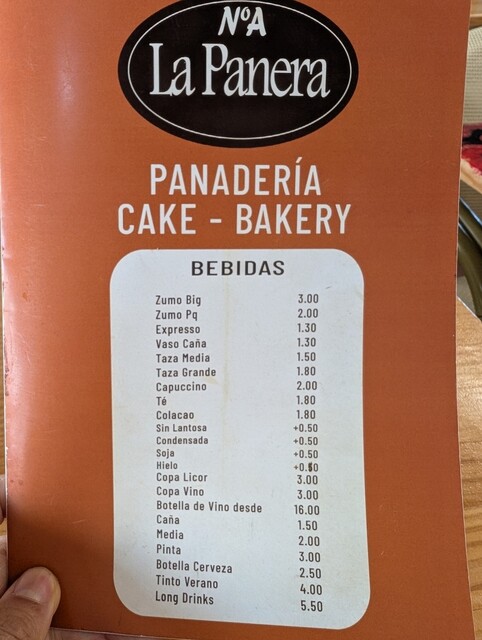 NºA
La Panera
PANADERÍA
CAKE - BAKERY
BEBIDAS
Zumo Big 3.00
Zumo Pq 2.00
Expresso 1.30
Vaso Caña 1.30
Taza Media 1.50
Taza Grande 1.80
Capuccino 2.00
Té 1.80
Colacao 1.80
Sin Lantosa +0.50
Condensada +0.50
Soja +0.50
Hielo
Copa Licor 3.00
Copa Vino 3.00
Botella de Vino desde 16.00
Caña 1.50
Media 2.00
Pinta 3.00
Botella Cerveza 2.50
Tinto Verano 4.00
Long Drinks 5.50